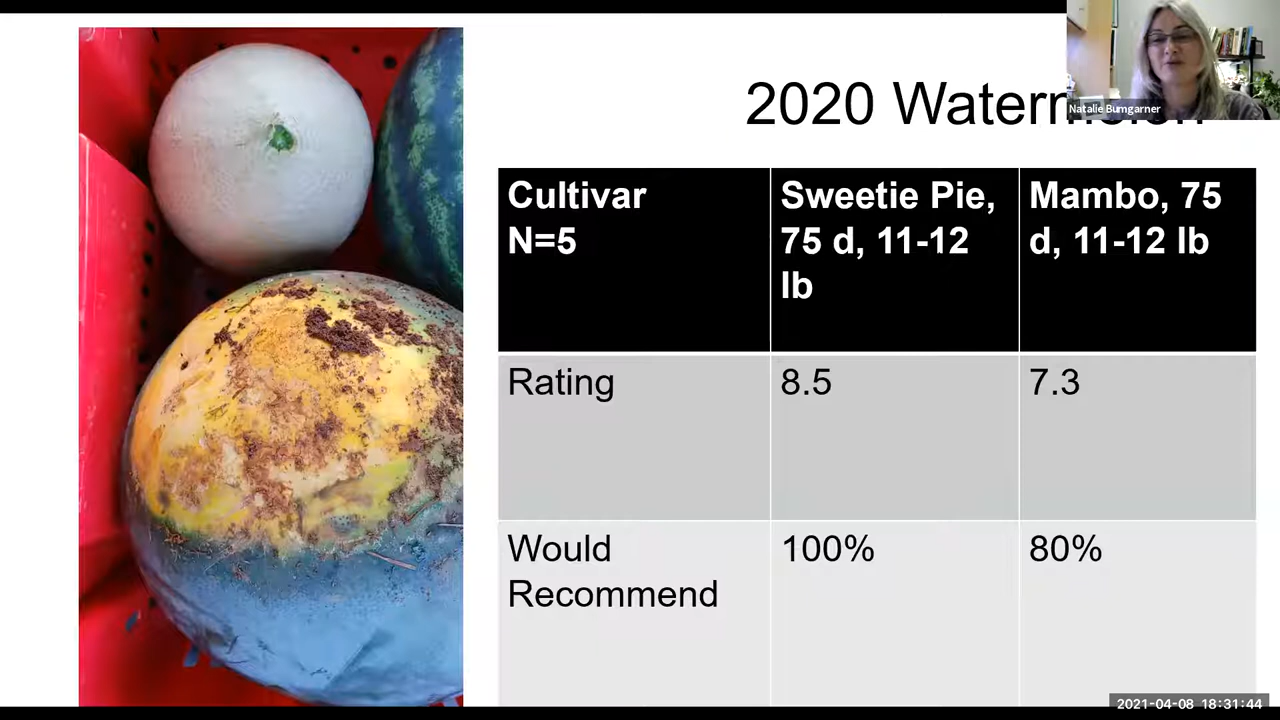 2020 Watermelon
Natalie Bumgarner
Cultivar
N=5
Sweetie Pie,
75 d, 11-12
lb
Mambo, 75
d, 11-12 lb
Rating
8.5
7.3
Would
Recommend
100%
80%
2021-04-08 18:31:44